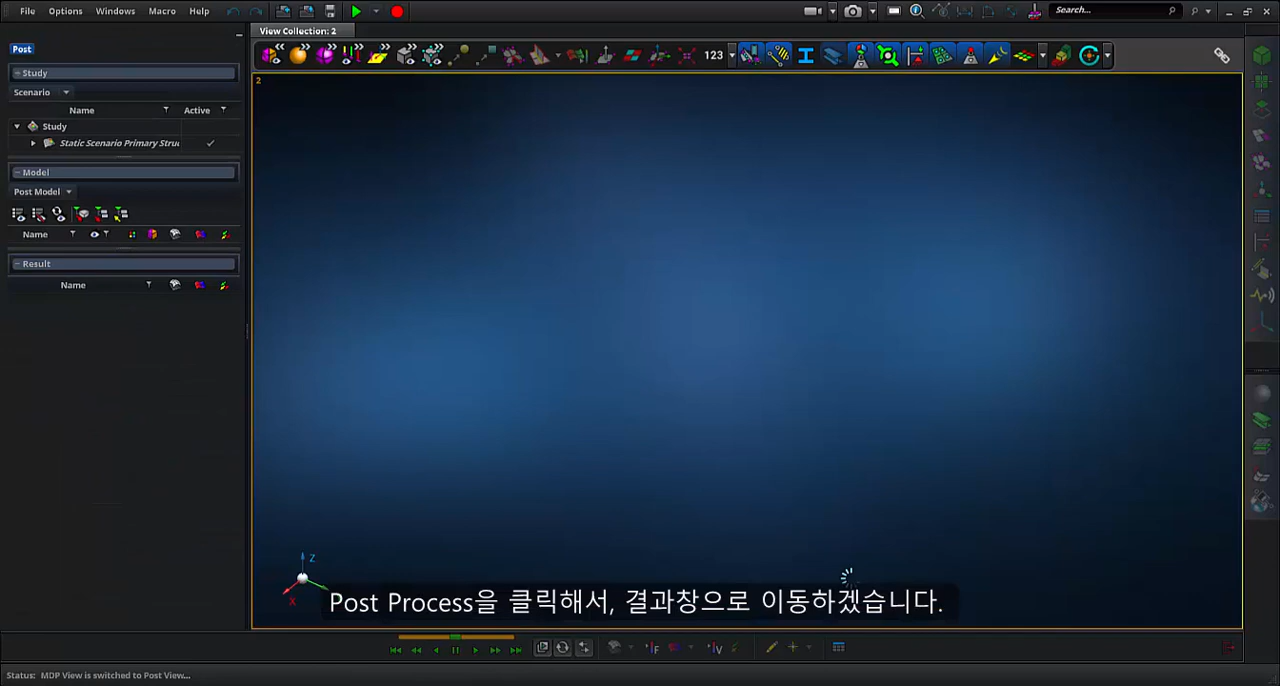 File Options Windows Macro Help
Search...
Post
View Collection: 2
Study
Scenario
Name Active
Study
Static Scenario Primary Stru
Model
Post Model
Name
Result
Name
123
2
Z
X
Post Process을 클릭해서, 결과창으로 이동하겠습니다.
F
V
Status: MDP View is switched to Post View...